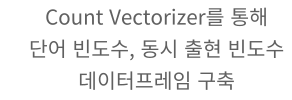 Count Vectorizer를 통해
단어 빈도수, 동시 출현 빈도수
데이터프레임 구축